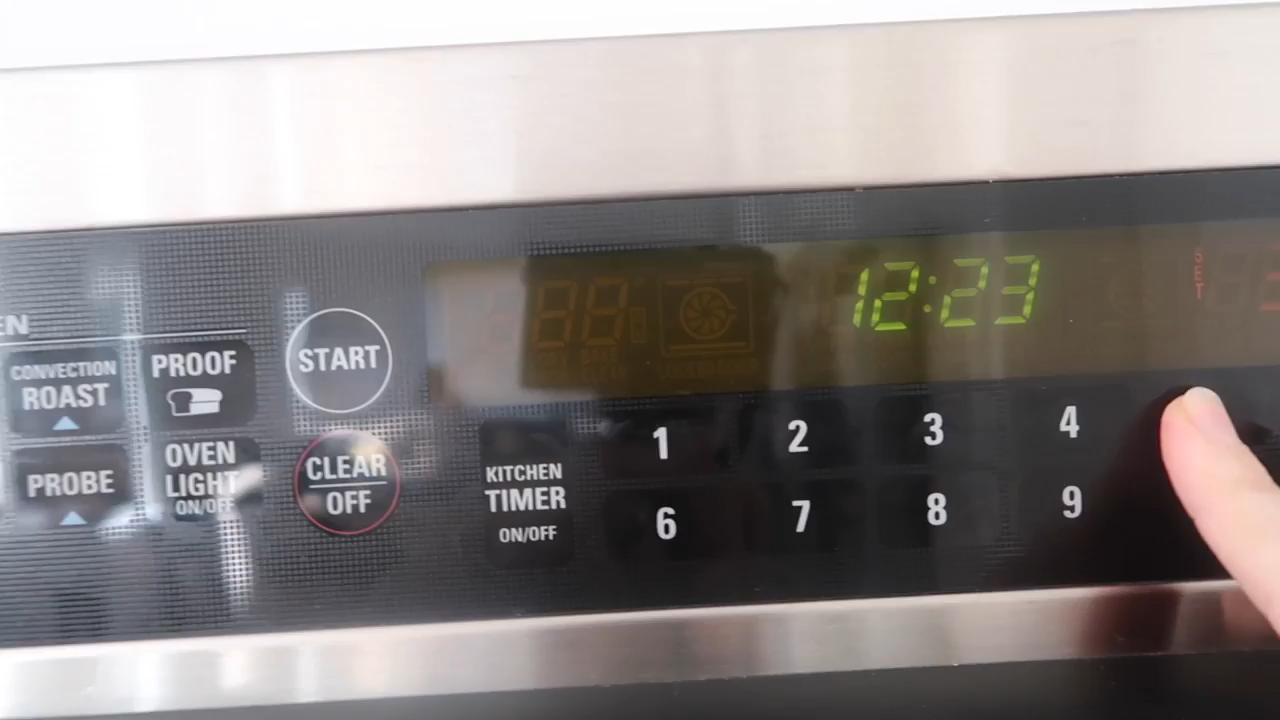 EN
CONVECTION
ROAST
PROOF
PROBE
OVEN
LIGHT
ON/OFF
START
CLEAR
OFF
KITCHEN
TIMER
ON/OFF
12:23
SET
1 2 3 4
6 7 8 9